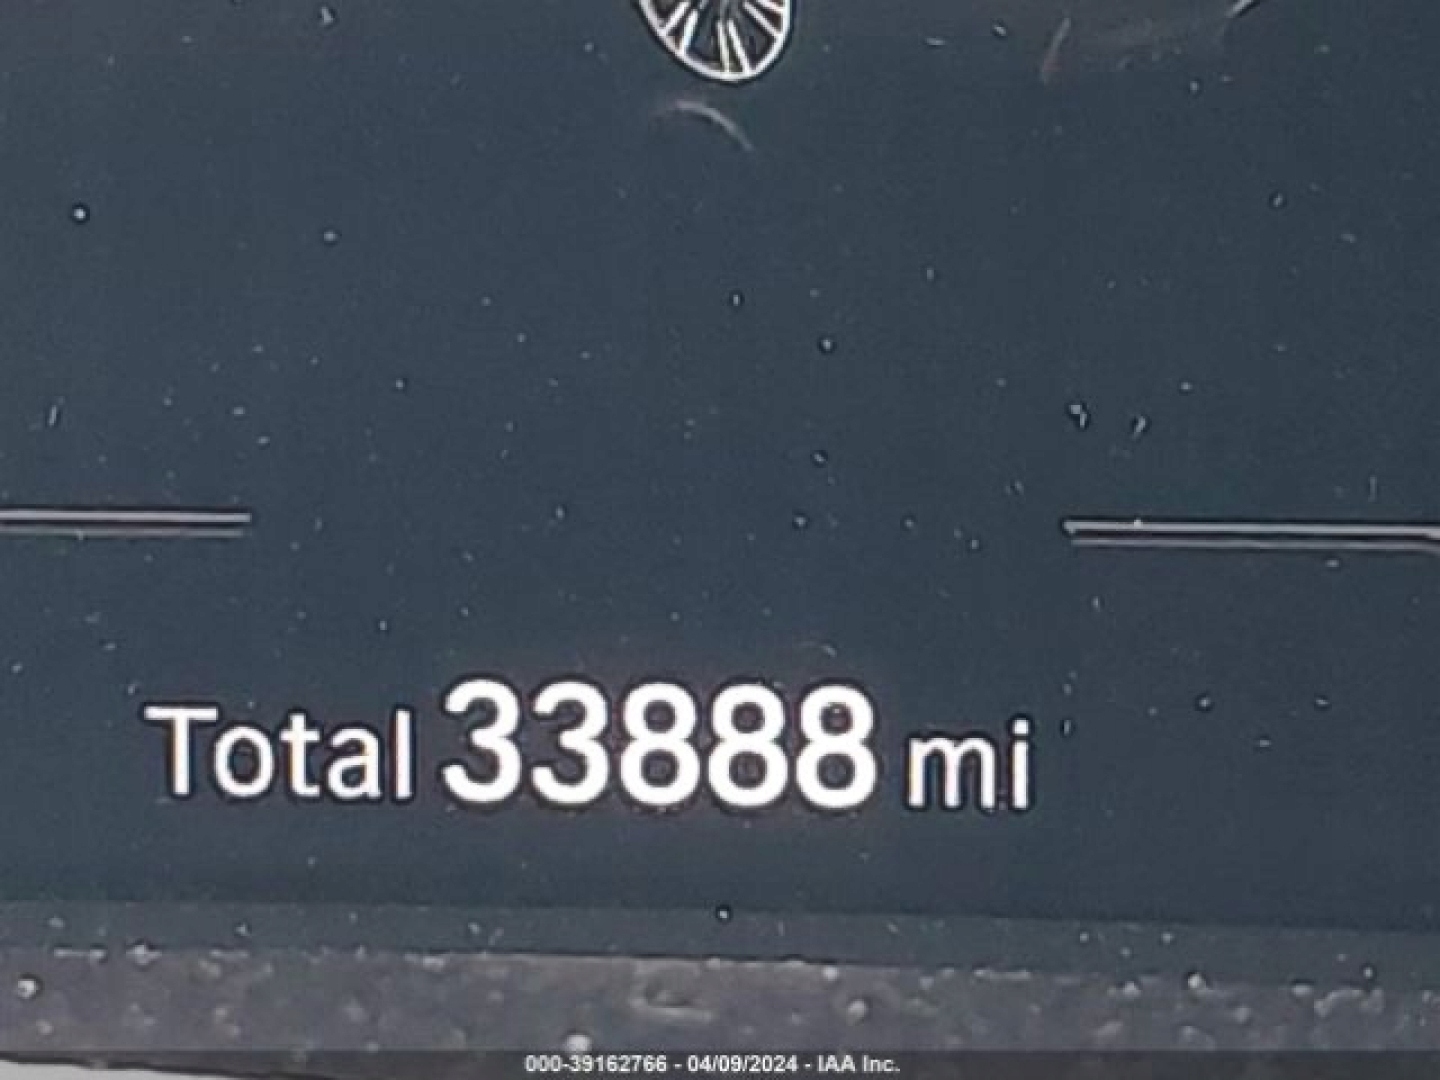 Total 33888 mi
000-39162766 - 04/09/2024 - IAA Inc.